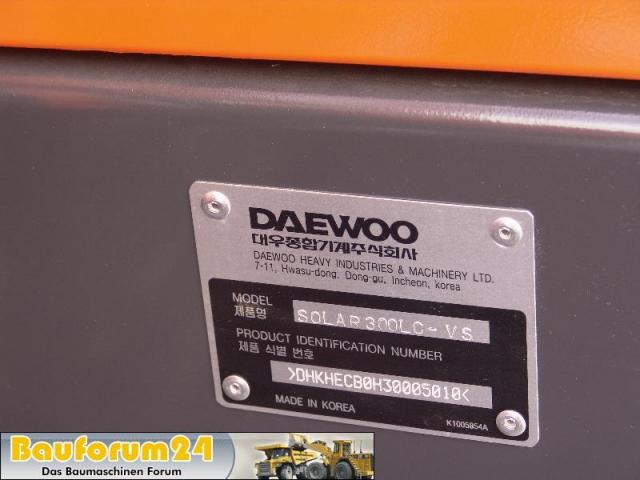 DAEWOO
대우종합기계주식회사
DAEWOO HEAVY INDUSTRIES & MACHINERY LTD.
7-11, Hwasu-dong, Dong-gu, Incheon, Korea
MODEL
제품명
SOLAR300LC-VS
PRODUCT IDENTIFICATION NUMBER
제품 식별 번호
>DHKHECB0H30005010<
MADE IN KOREA
K1005854A
Bauforum24
Das Baumaschinen Forum